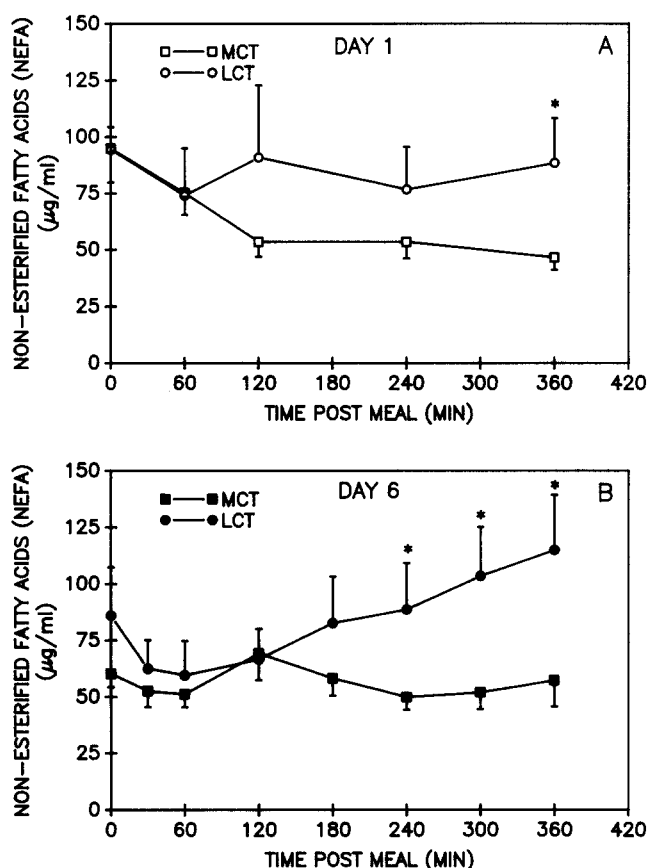 150
125
100
75
50
25
0
NON-ESTERIFIED FATTY ACIDS (NEFA)
(μg/ml)
MCT
LCT
DAY 1
A
*
0 60 120 180 240 300 360 420
TIME POST MEAL (MIN)
150
125
100
75
50
25
0
NON-ESTERIFIED FATTY ACIDS (NEFA)
(μg/ml)
MCT
LCT
DAY 6
B
* * *
0 60 120 180 240 300 360 420
TIME POST MEAL (MIN)